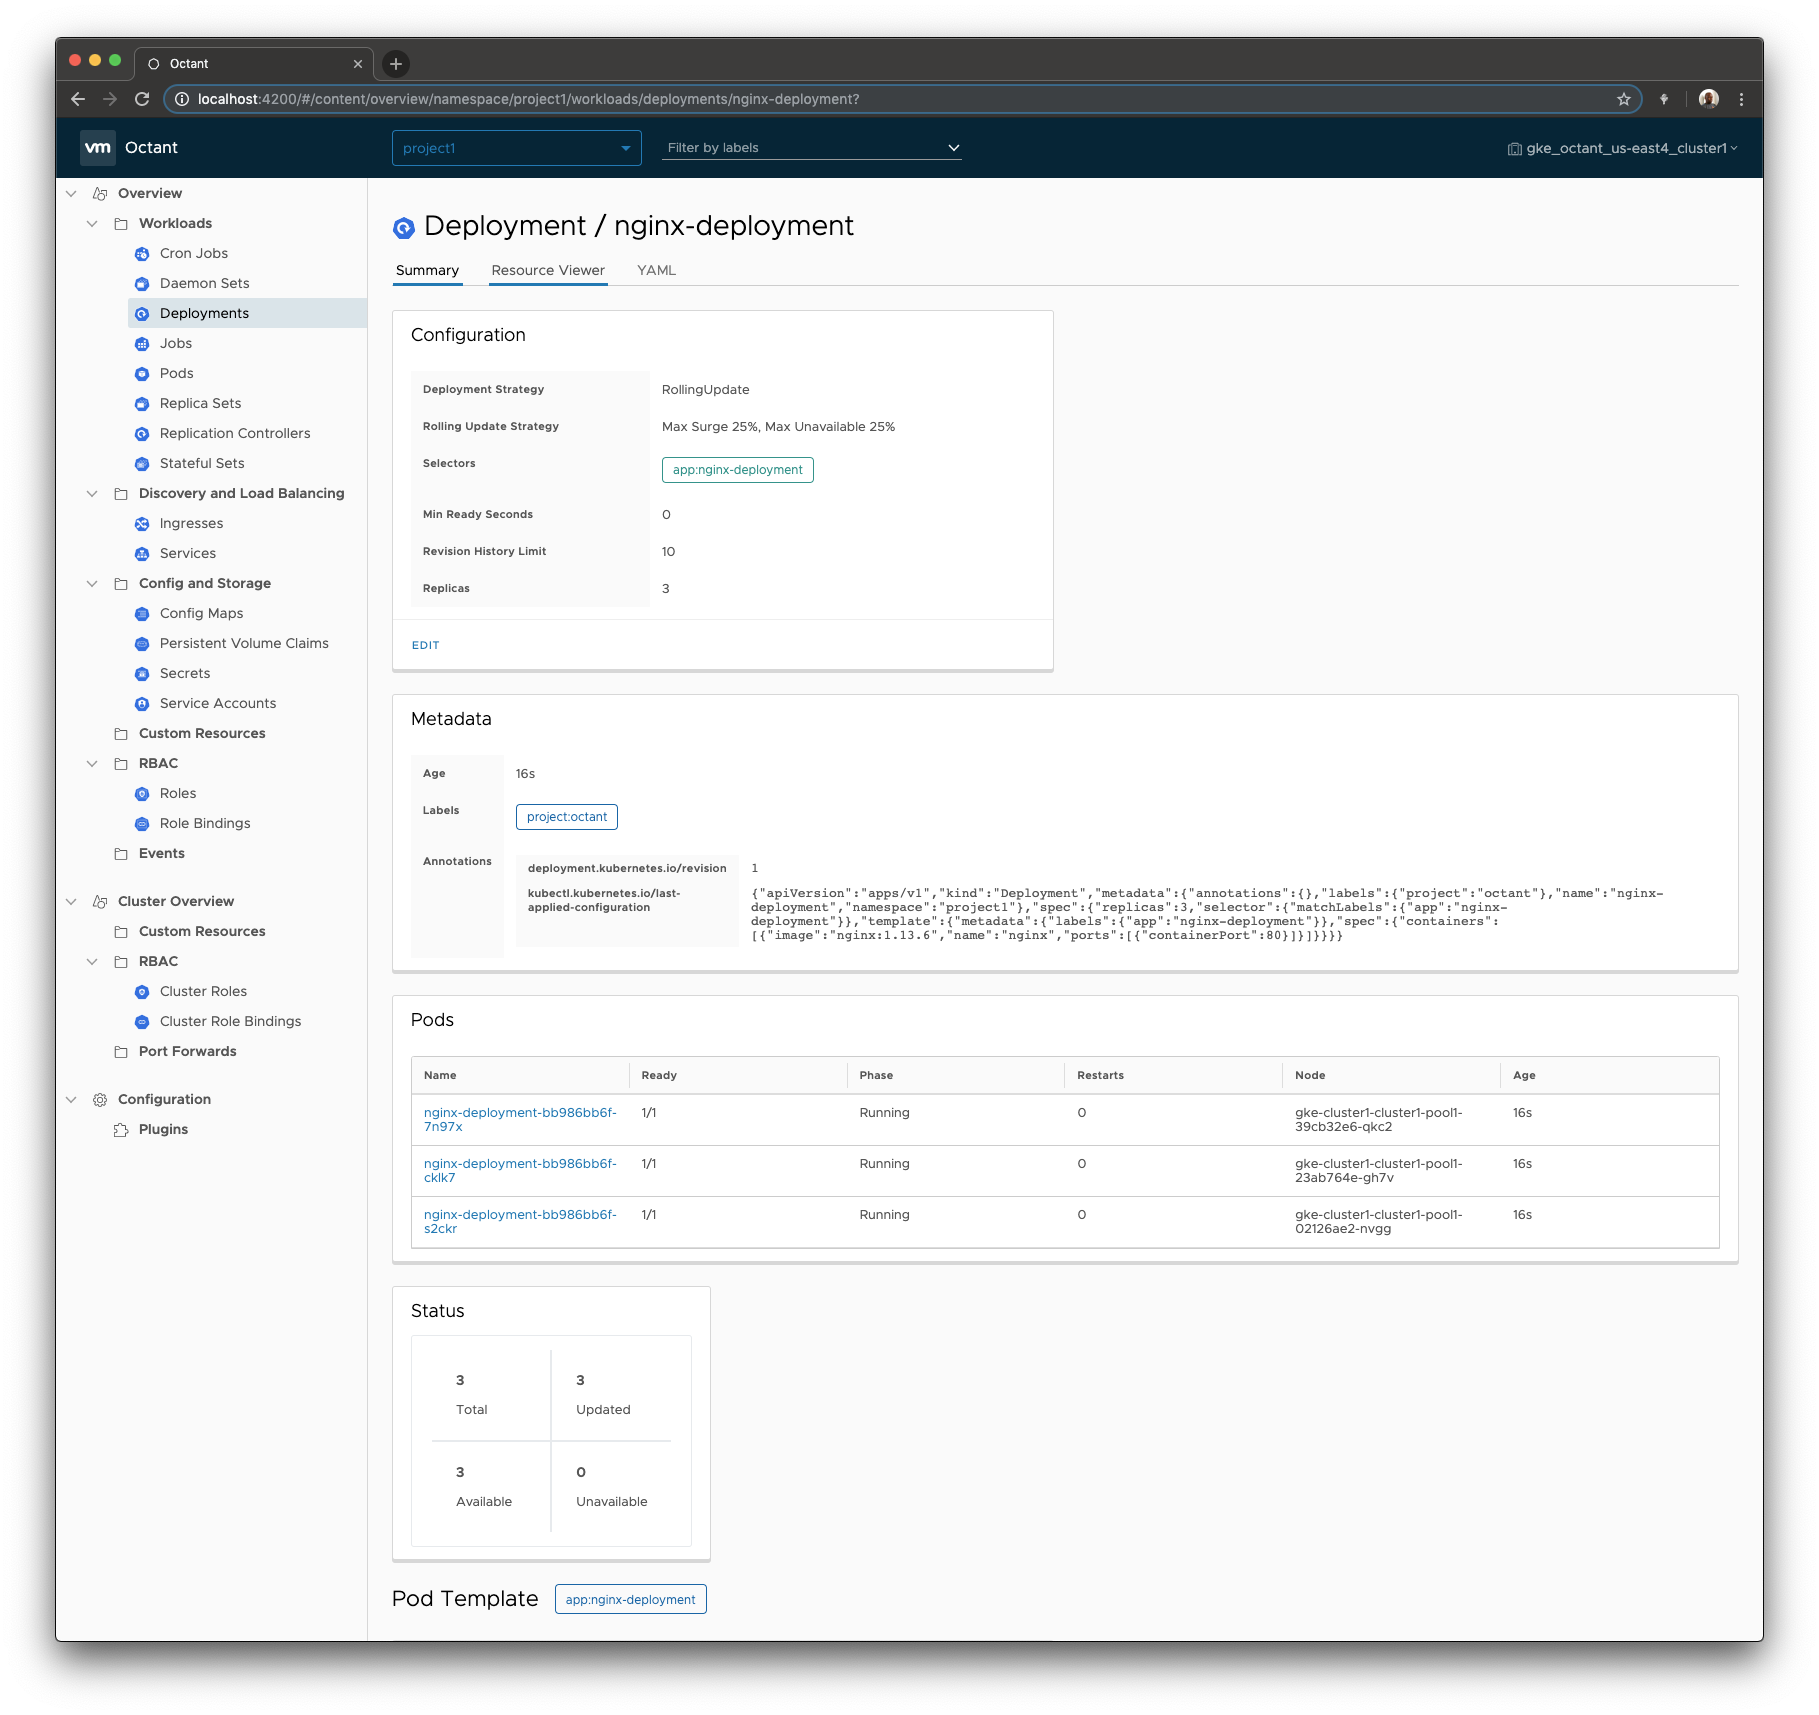 Octant
localhost:4200/#/content/overview/namespace/project1/workloads/deployments/nginx-deployment?
vm Octant
project1
Filter by labels
gke_octant_us-east4_cluster1
Overview
Workloads
Cron Jobs
Daemon Sets
Deployments
Jobs
Pods
Replica Sets
Replication Controllers
Stateful Sets
Discovery and Load Balancing
Ingresses
Services
Config and Storage
Config Maps
Persistent Volume Claims
Secrets
Service Accounts
Custom Resources
RBAC
Roles
Role Bindings
Events
Cluster Overview
Custom Resources
RBAC
Cluster Roles
Cluster Role Bindings
Port Forwards
Configuration
Plugins
Deployment / nginx-deployment
Summary Resource Viewer YAML
Configuration
Deployment Strategy RollingUpdate
Rolling Update Strategy Max Surge 25%, Max Unavailable 25%
Selectors app:nginx-deployment
Min Ready Seconds 0
Revision History Limit 10
Replicas 3
EDIT
Metadata
Age 16s
Labels project:octant
Annotations
deployment.kubernetes.io/revision 1
kubectl.kubernetes.io/last-
applied-configuration
{"apiVersion":"apps/v1","kind":"Deployment","metadata":{"annotations":{},"labels":{"project":"octant"},"name":"nginx-
deployment","namespace":"project1"},"spec":{"replicas":3,"selector":{"matchLabels":{"app":"nginx-
deployment"}},"template":{"metadata":{"labels":{"app":"nginx-deployment"}},"spec":{"containers":
[{"image":"nginx:1.13.6","name":"nginx","ports":[{"containerPort":80}]}]}}}}
Pods
Name Ready Phase Restarts Node Age
nginx-deployment-bb986bb6f- 1/1 Running 0 gke-cluster1-cluster1-pool1- 16s
7n97x 39cb32e6-qkc2
nginx-deployment-bb986bb6f- 1/1 Running 0 gke-cluster1-cluster1-pool1- 16s
cklk7 23ab764e-gh7v
nginx-deployment-bb986bb6f- 1/1 Running 0 gke-cluster1-cluster1-pool1- 16s
s2ckr 02126ae2-nvgg
Status
3 3
Total Updated
3 0
Available Unavailable
Pod Template app:nginx-deployment